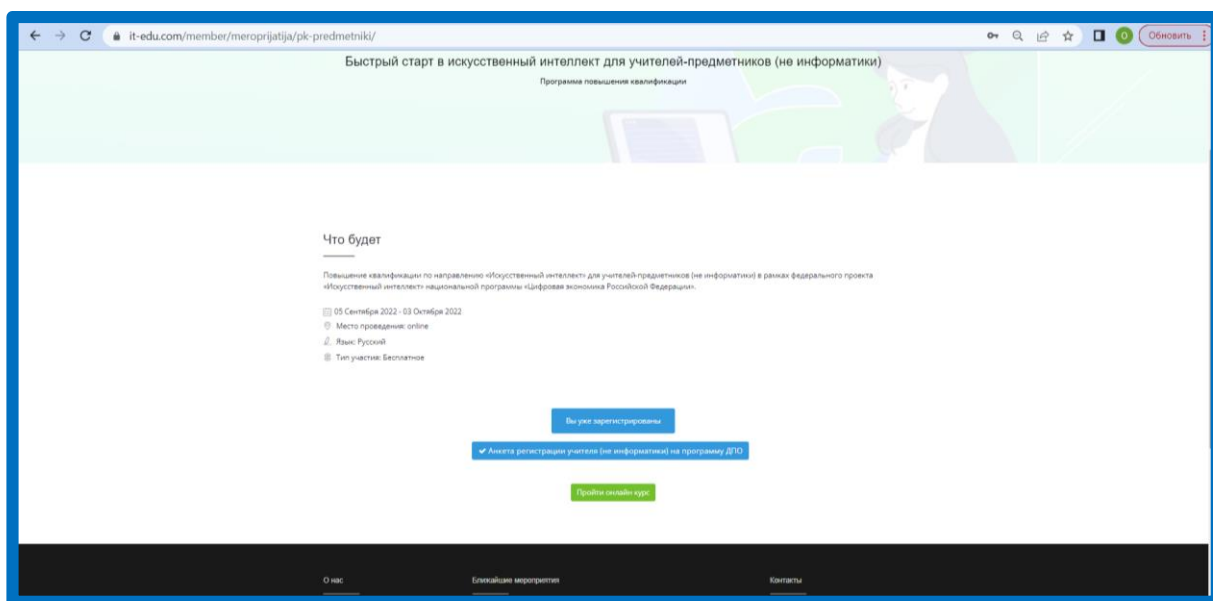 it-edu.com/member/meroprijatija/pk-predmetniki/
О
Обновить
Быстрый старт в искусственный интеллект для учителей-предметников (не информатики)
Программа повышения квалификации
Что будет
Повышение квалификации по направлению «Искусственный интеллект» для учителей-предметников (не информатики) в рамках федерального проекта
«Искусственный интеллект» национальной программы «Цифровая экономика Российской Федерации».
05 Сентября 2022 - 03 Октября 2022
Место проведения: online
Язык: Русский
Тип участия: Бесплатное
Вы уже зарегистрированы
Анкета регистрации учителя (не информатики) на программу ДПО
Пройти онлайн курс
О нас
Ближайшие мероприятия
Контакты